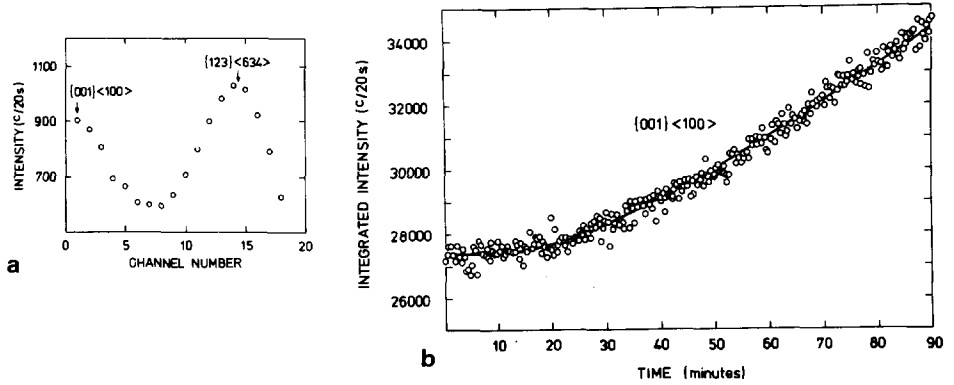 1100
900
700
INTENSITY (c/20s)
{001}<100>
{123}<634>
0 5 10 15 20
CHANNEL NUMBER
a
34000
32000
30000
28000
26000
INTEGRATED INTENSITY (c/20s)
{001}<100>
10 20 30 40 50 60 70 80 90
TIME (minutes)
b